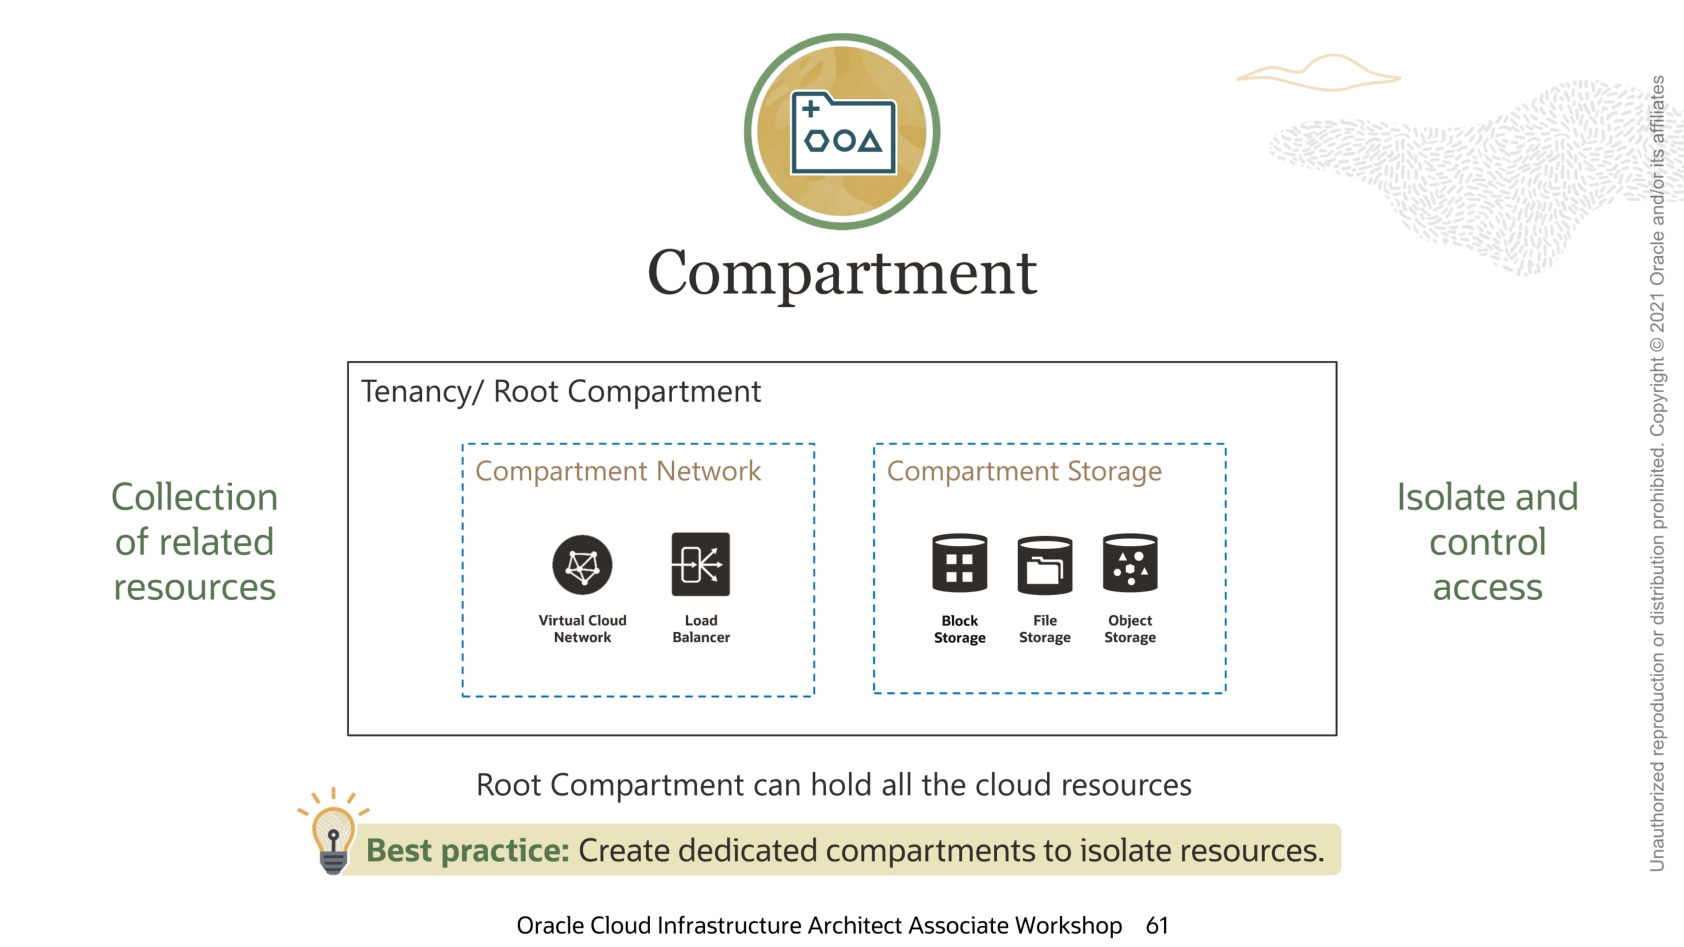 Compartment
Tenancy/ Root Compartment
Collection
of related
resources
Compartment Network
Virtual Cloud
Network
Load
Balancer
Compartment Storage
Block
Storage
File
Storage
Object
Storage
Isolate and
control
access
Root Compartment can hold all the cloud resources
Best practice: Create dedicated compartments to isolate resources.
Oracle Cloud Infrastructure Architect Associate Workshop 61
Unauthorized reproduction or distribution prohibited. Copyright © 2021 Oracle and/or its affiliates